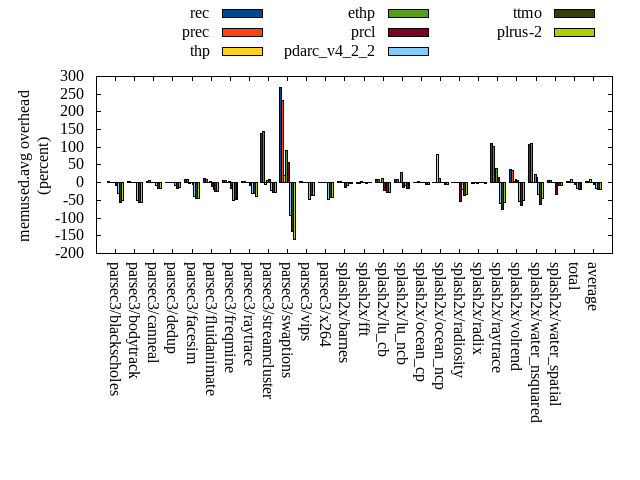 rec
prec
thp
ethp
prcl
pdarc_v4_2_2
ttmo
plrus-2
memused.avg overhead
(percent)
300
250
200
150
100
50
0
-50
-100
-150
-200
parsec3/blackscholes
parsec3/bodytrack
parsec3/canneal
parsec3/dedup
parsec3/facesim
parsec3/fluidanimate
parsec3/freqmine
parsec3/raytrace
parsec3/streamcluster
parsec3/swaptions
parsec3/vips
parsec3/x264
splash2x/barnes
splash2x/fft
splash2x/lu_cb
splash2x/lu_ncb
splash2x/ocean_cp
splash2x/ocean_ncp
splash2x/radiosity
splash2x/radix
splash2x/raytrace
splash2x/volrend
splash2x/water_nsquared
splash2x/water_spatial
total
average